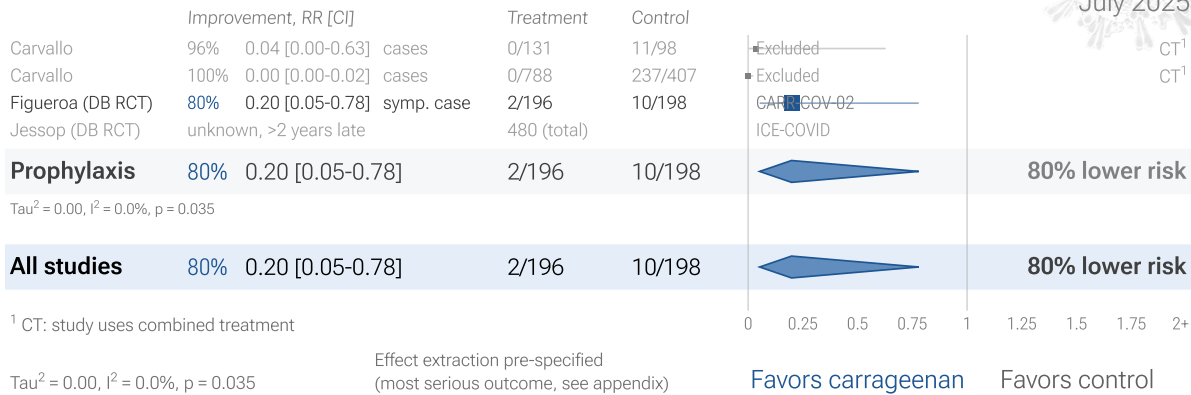 July 2025
Improvement, RR [CI] Treatment Control
Carvallo 96% 0.04 [0.00-0.63] cases 0/131 11/98 Excluded CT1
Carvallo 100% 0.00 [0.00-0.02] cases 0/788 237/407 Excluded CT1
Figueroa (DB RCT) 80% 0.20 [0.05-0.78] symp. case 2/196 10/198 CARR-COV-02
Jessop (DB RCT) unknown, >2 years late 480 (total) ICE-COVID
Prophylaxis 80% 0.20 [0.05-0.78] 2/196 10/198 80% lower risk
Tau2 = 0.00, I2 = 0.0%, p = 0.035
All studies 80% 0.20 [0.05-0.78] 2/196 10/198 80% lower risk
1 CT: study uses combined treatment 0 0.25 0.5 0.75 1 1.25 1.5 1.75 2+
Effect extraction pre-specified
Tau2 = 0.00, I2 = 0.0%, p = 0.035 (most serious outcome, see appendix) Favors carrageenan Favors control